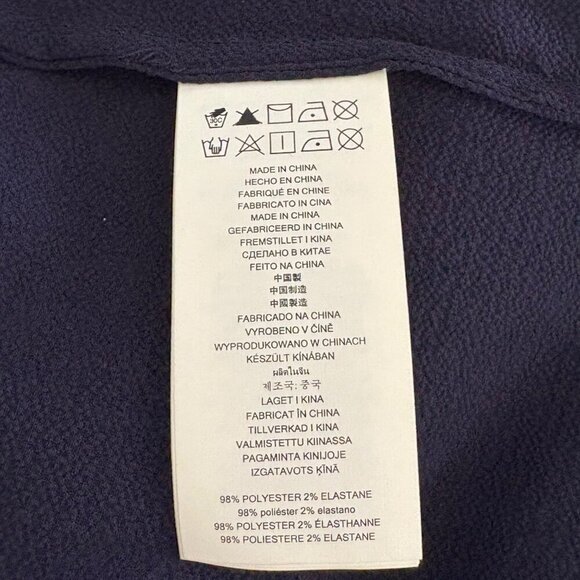 30C
MADE IN CHINA
HECHO EN CHINA
FABRIQUÉ EN CHINE
FABBRICATO IN CINA
MADE IN CHINA
GEFABRICEERD IN CHINA
FREMSTILLET I KINA
СДЕЛАНО В КИТАЕ
FEITO NA CHINA
中国製
中国制造
中國製造
FABRICADO NA CHINA
VYROBENO V ČÍNĚ
WYPRODUKOWANO W CHINACH
KÉSZÜLT KÍNÁBAN
ผลิตในจีน
제조국: 중국
LAGET I KINA
FABRICAT ÎN CHINA
TILLVERKAD I KINA
VALMISTETTU KIINASSA
PAGAMINTA KINIJOJE
IZGATAVOTS ĶĪNĀ
98% POLYESTER 2% ELASTANE
98% poliéster 2% elastano
98% POLYESTER 2% ÉLASTHANNE
98% POLIESTERE 2% ELASTANE